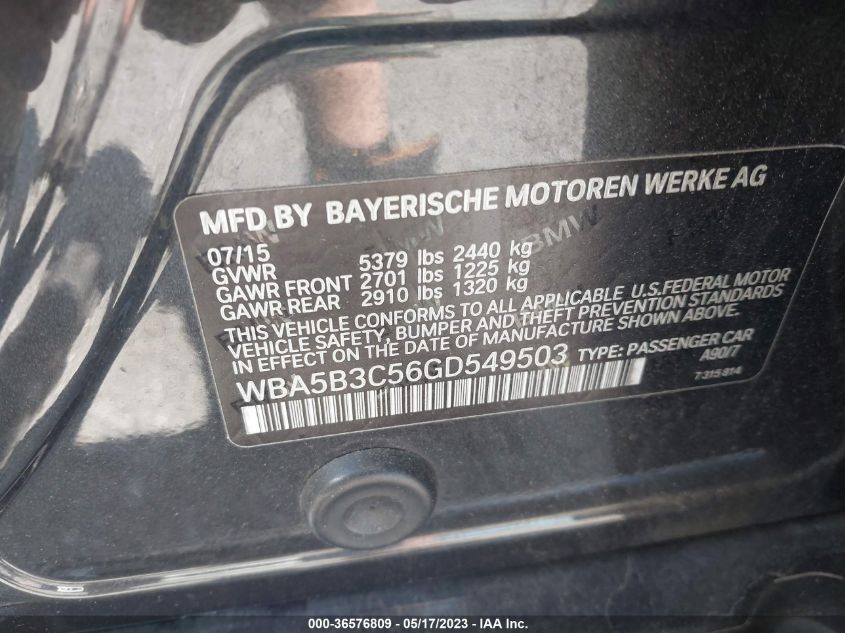 MFD BY BAYERISCHE MOTOREN WERKE AG
07/15
GVWR 5379 lbs 2440 kg
GAWR FRONT 2701 lbs 1225 kg
GAWR REAR 2910 lbs 1320 kg
THIS VEHICLE CONFORMS TO ALL APPLICABLE U.S.FEDERAL MOTOR
VEHICLE SAFETY, BUMPER AND THEFT PREVENTION STANDARDS
IN EFFECT ON THE DATE OF MANUFACTURE SHOWN ABOVE.
WBA5B3C56GD549503 TYPE: PASSENGER CAR
A90/7
7315814
BMW
000-36576809 — 05/17/2023 — IAA Inc.